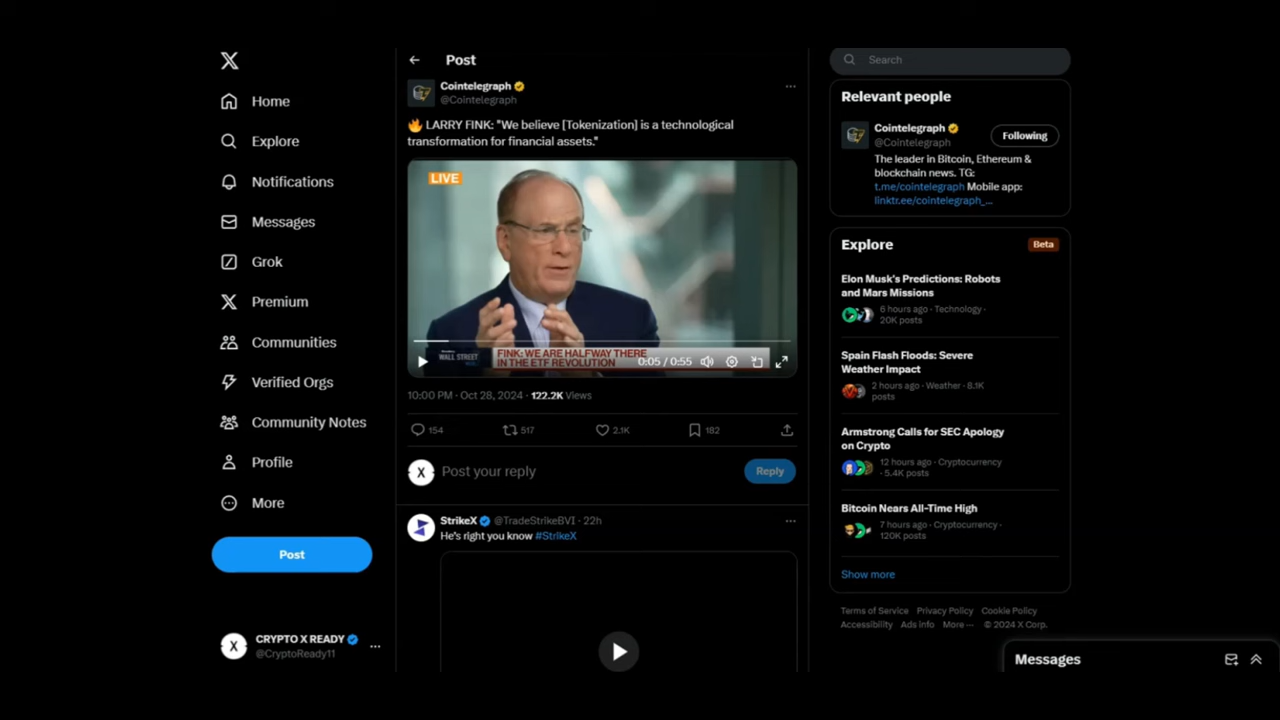 Home
Explore
Notifications
Messages
Grok
Premium
Communities
Verified Orgs
Community Notes
Profile
More
Post
CRYPTO X READY
@CryptoReady11
Post
Cointelegraph
@Cointelegraph
LARRY FINK: "We believe [Tokenization] is a technological
transformation for financial assets."
LIVE
WALL STREET
FINK: WE ARE HALFWAY THERE
IN THE ETF REVOLUTION
0:05 / 0:55
10:00 PM · Oct 28, 2024 · 122.2K Views
154 517 2.1K 182
Post your reply
Reply
StrikeX @TradeStrikeBVI · 22h
He's right you know #StrikeX
Search
Relevant people
Cointelegraph
@Cointelegraph
Following
The leader in Bitcoin, Ethereum &
blockchain news. TG:
t.me/cointelegraph Mobile app:
linktr.ee/cointelegraph_...
Explore
Beta
Elon Musk's Predictions: Robots
and Mars Missions
6 hours ago · Technology ·
20K posts
Spain Flash Floods: Severe
Weather Impact
2 hours ago · Weather · 8.1K
posts
Armstrong Calls for SEC Apology
on Crypto
12 hours ago · Cryptocurrency
· 5.4K posts
Bitcoin Nears All-Time High
7 hours ago · Cryptocurrency ·
120K posts
Show more
Terms of Service Privacy Policy Cookie Policy
Accessibility Ads info More ··· © 2024 X Corp.
Messages